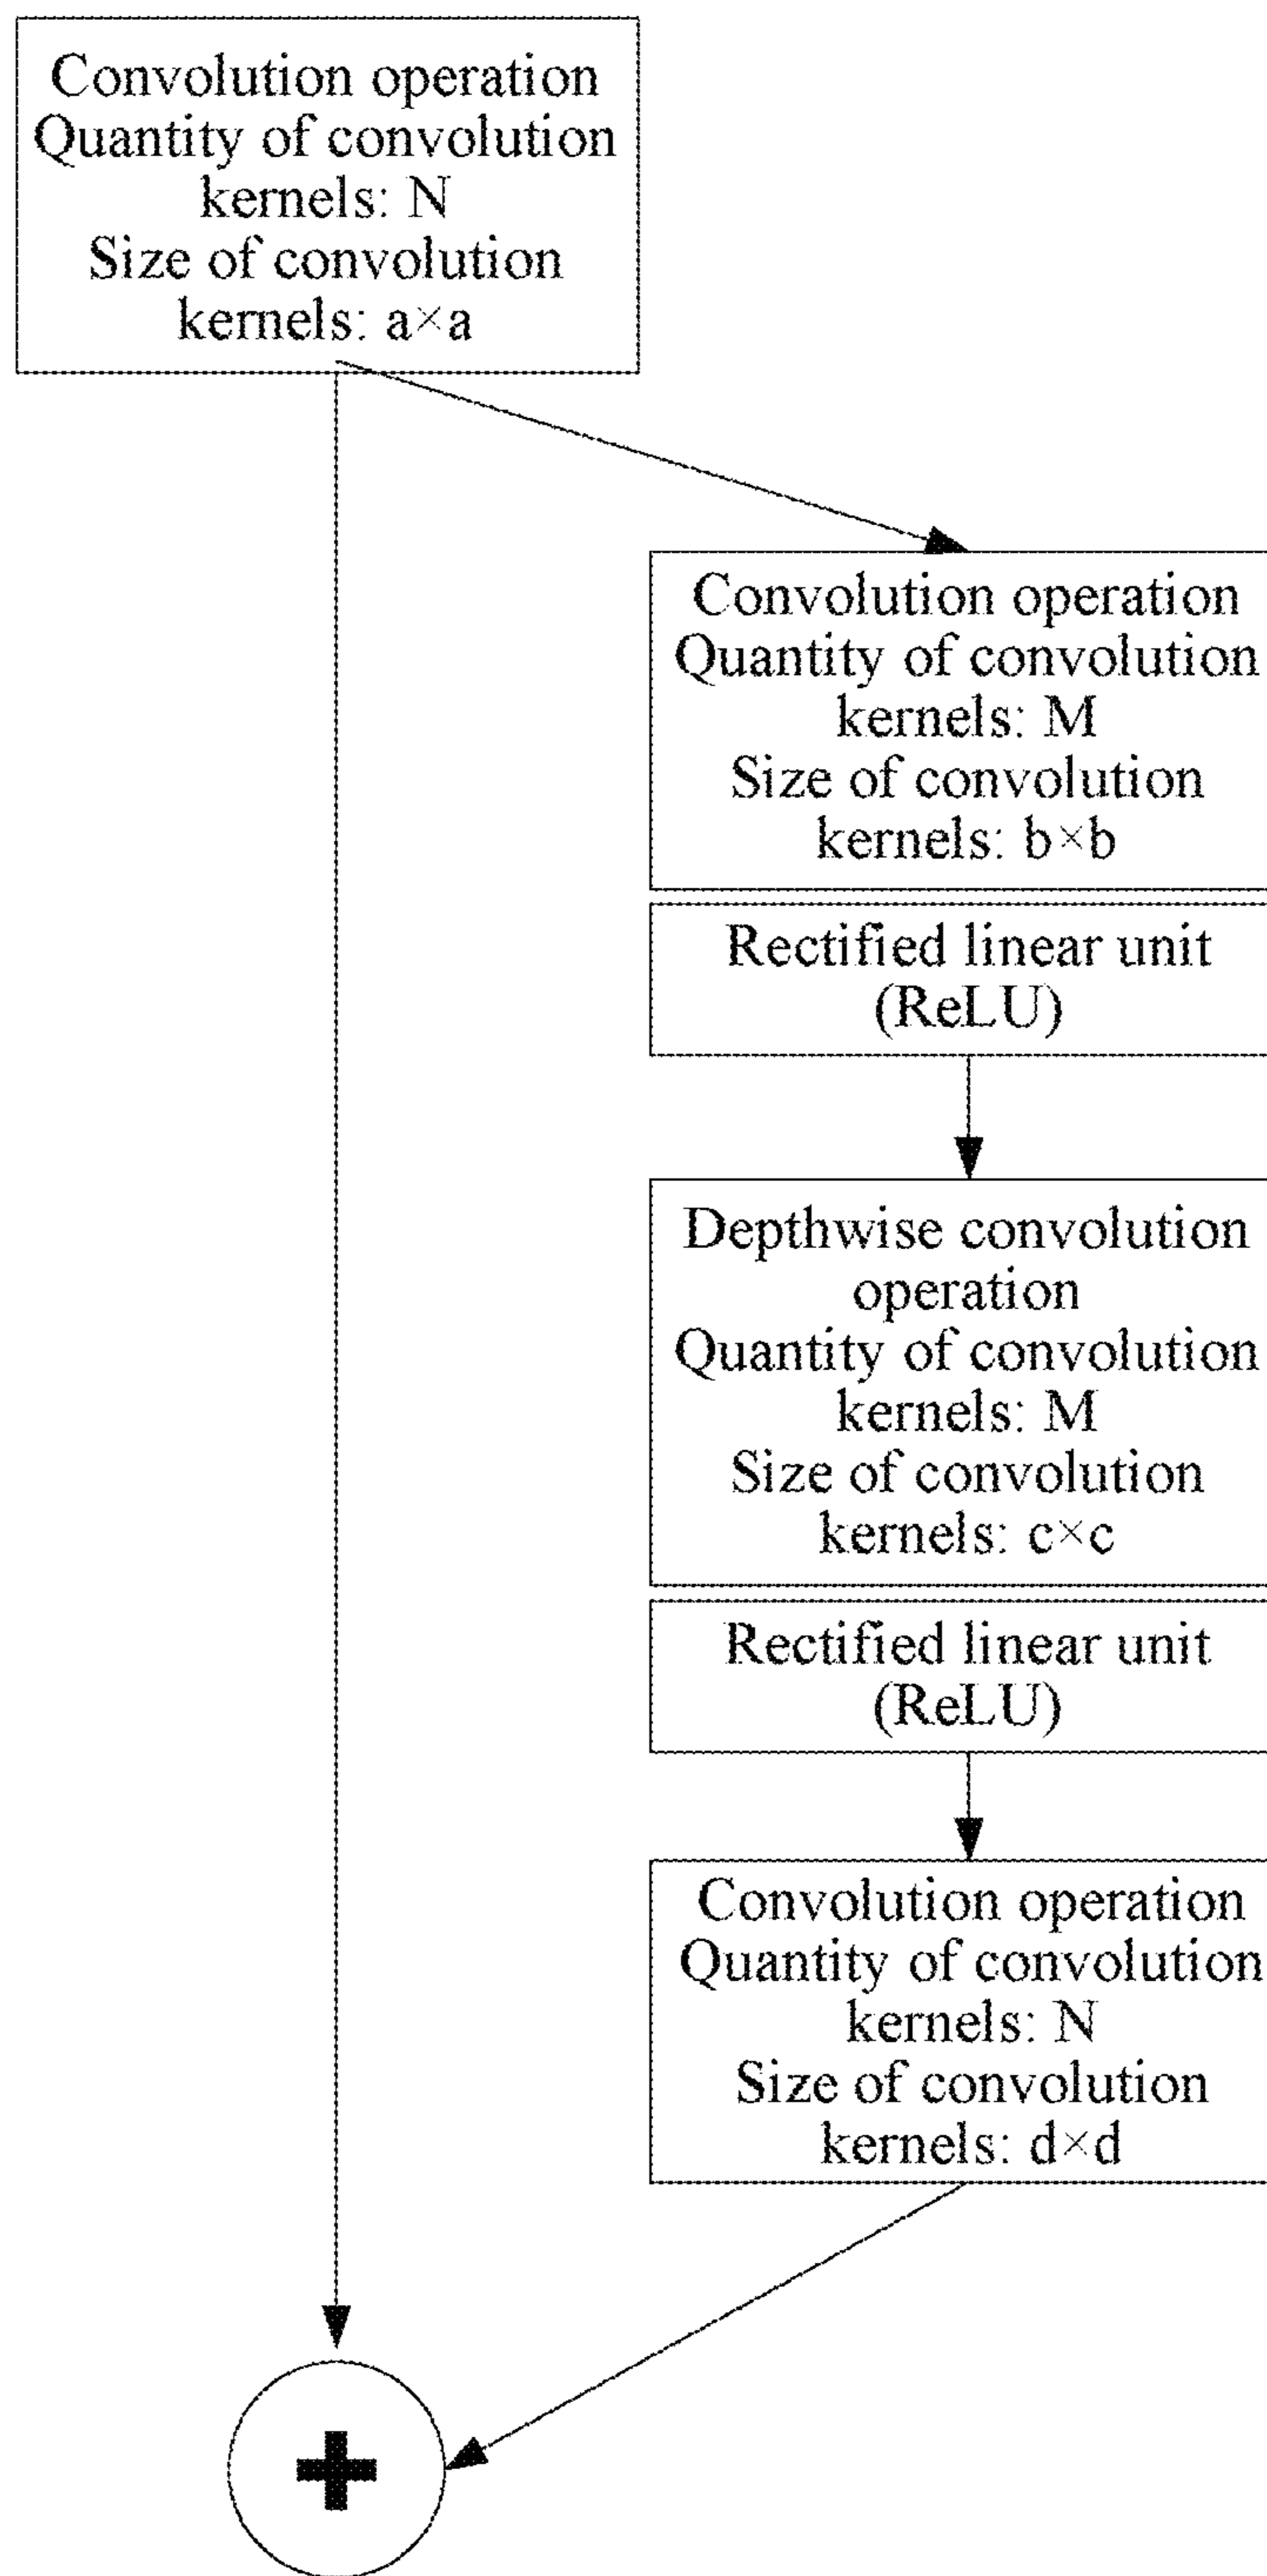 Convolution operation
Quantity of convolution
kernels: N
Size of convolution
kernels: a×a
Convolution operation
Quantity of convolution
kernels: M
Size of convolution
kernels: b×b
Rectified linear unit
(ReLU)
Depthwise convolution
operation
Quantity of convolution
kernels: M
Size of convolution
kernels: c×c
Rectified linear unit
(ReLU)
Convolution operation
Quantity of convolution
kernels: N
Size of convolution
kernels: d×d
+